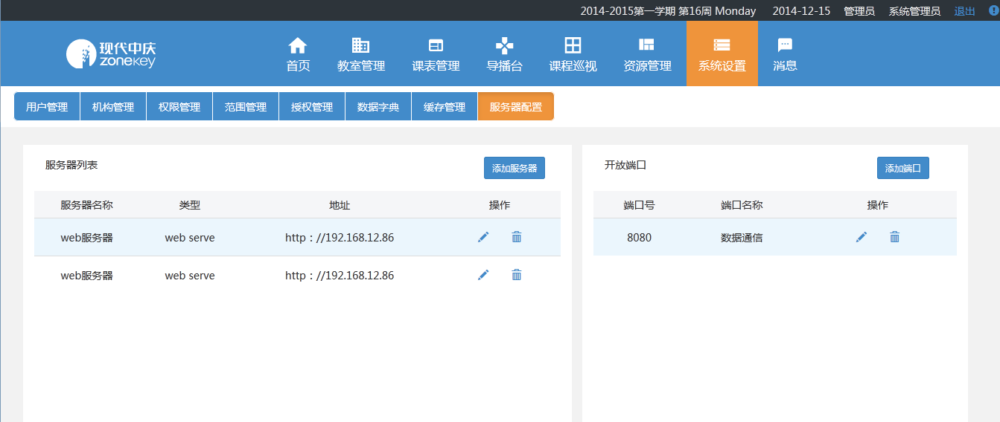 2014-2015第一学期 第16周 Monday 2014-12-15 管理员 系统管理员 退出
现代中庆
zonekey
首页 教室管理 课表管理 导播台 课程巡视 资源管理 系统设置 消息
用户管理 机构管理 权限管理 范围管理 授权管理 数据字典 缓存管理 服务器配置
服务器列表 添加服务器
服务器名称 类型 地址 操作
web服务器 web serve http：//192.168.12.86
web服务器 web serve http：//192.168.12.86
开放端口 添加端口
端口号 端口名称 操作
8080 数据通信